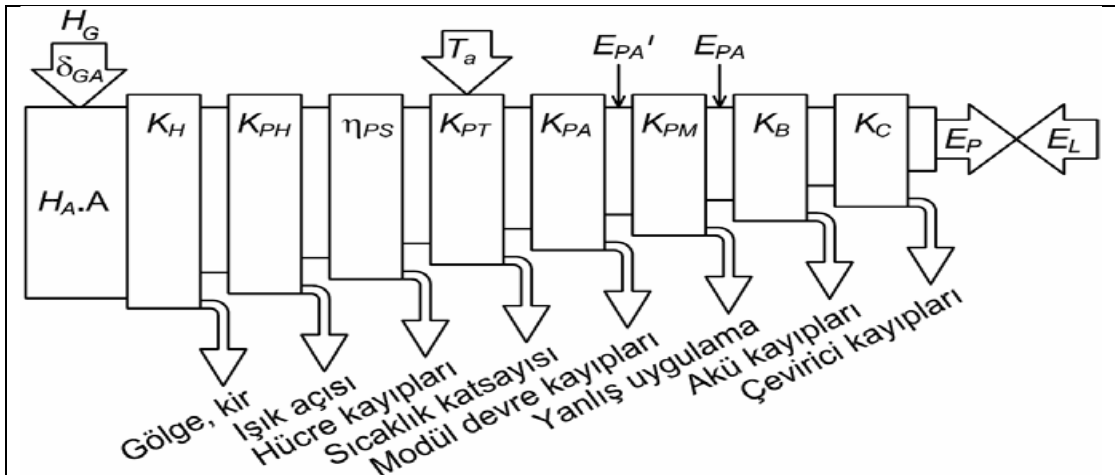 H_G
δ_GA
T_a
E_PA'
E_PA
K_H
K_PH
η_PS
K_PT
K_PA
K_PM
K_B
K_C
E_P
E_L
H_A.A
Gölge, kir
Işık açısı
Hücre kayıpları
Sıcaklık katsayısı
Modül devre kayıpları
Yanlış uygulama
Akü kayıpları
Çevirici kayıpları